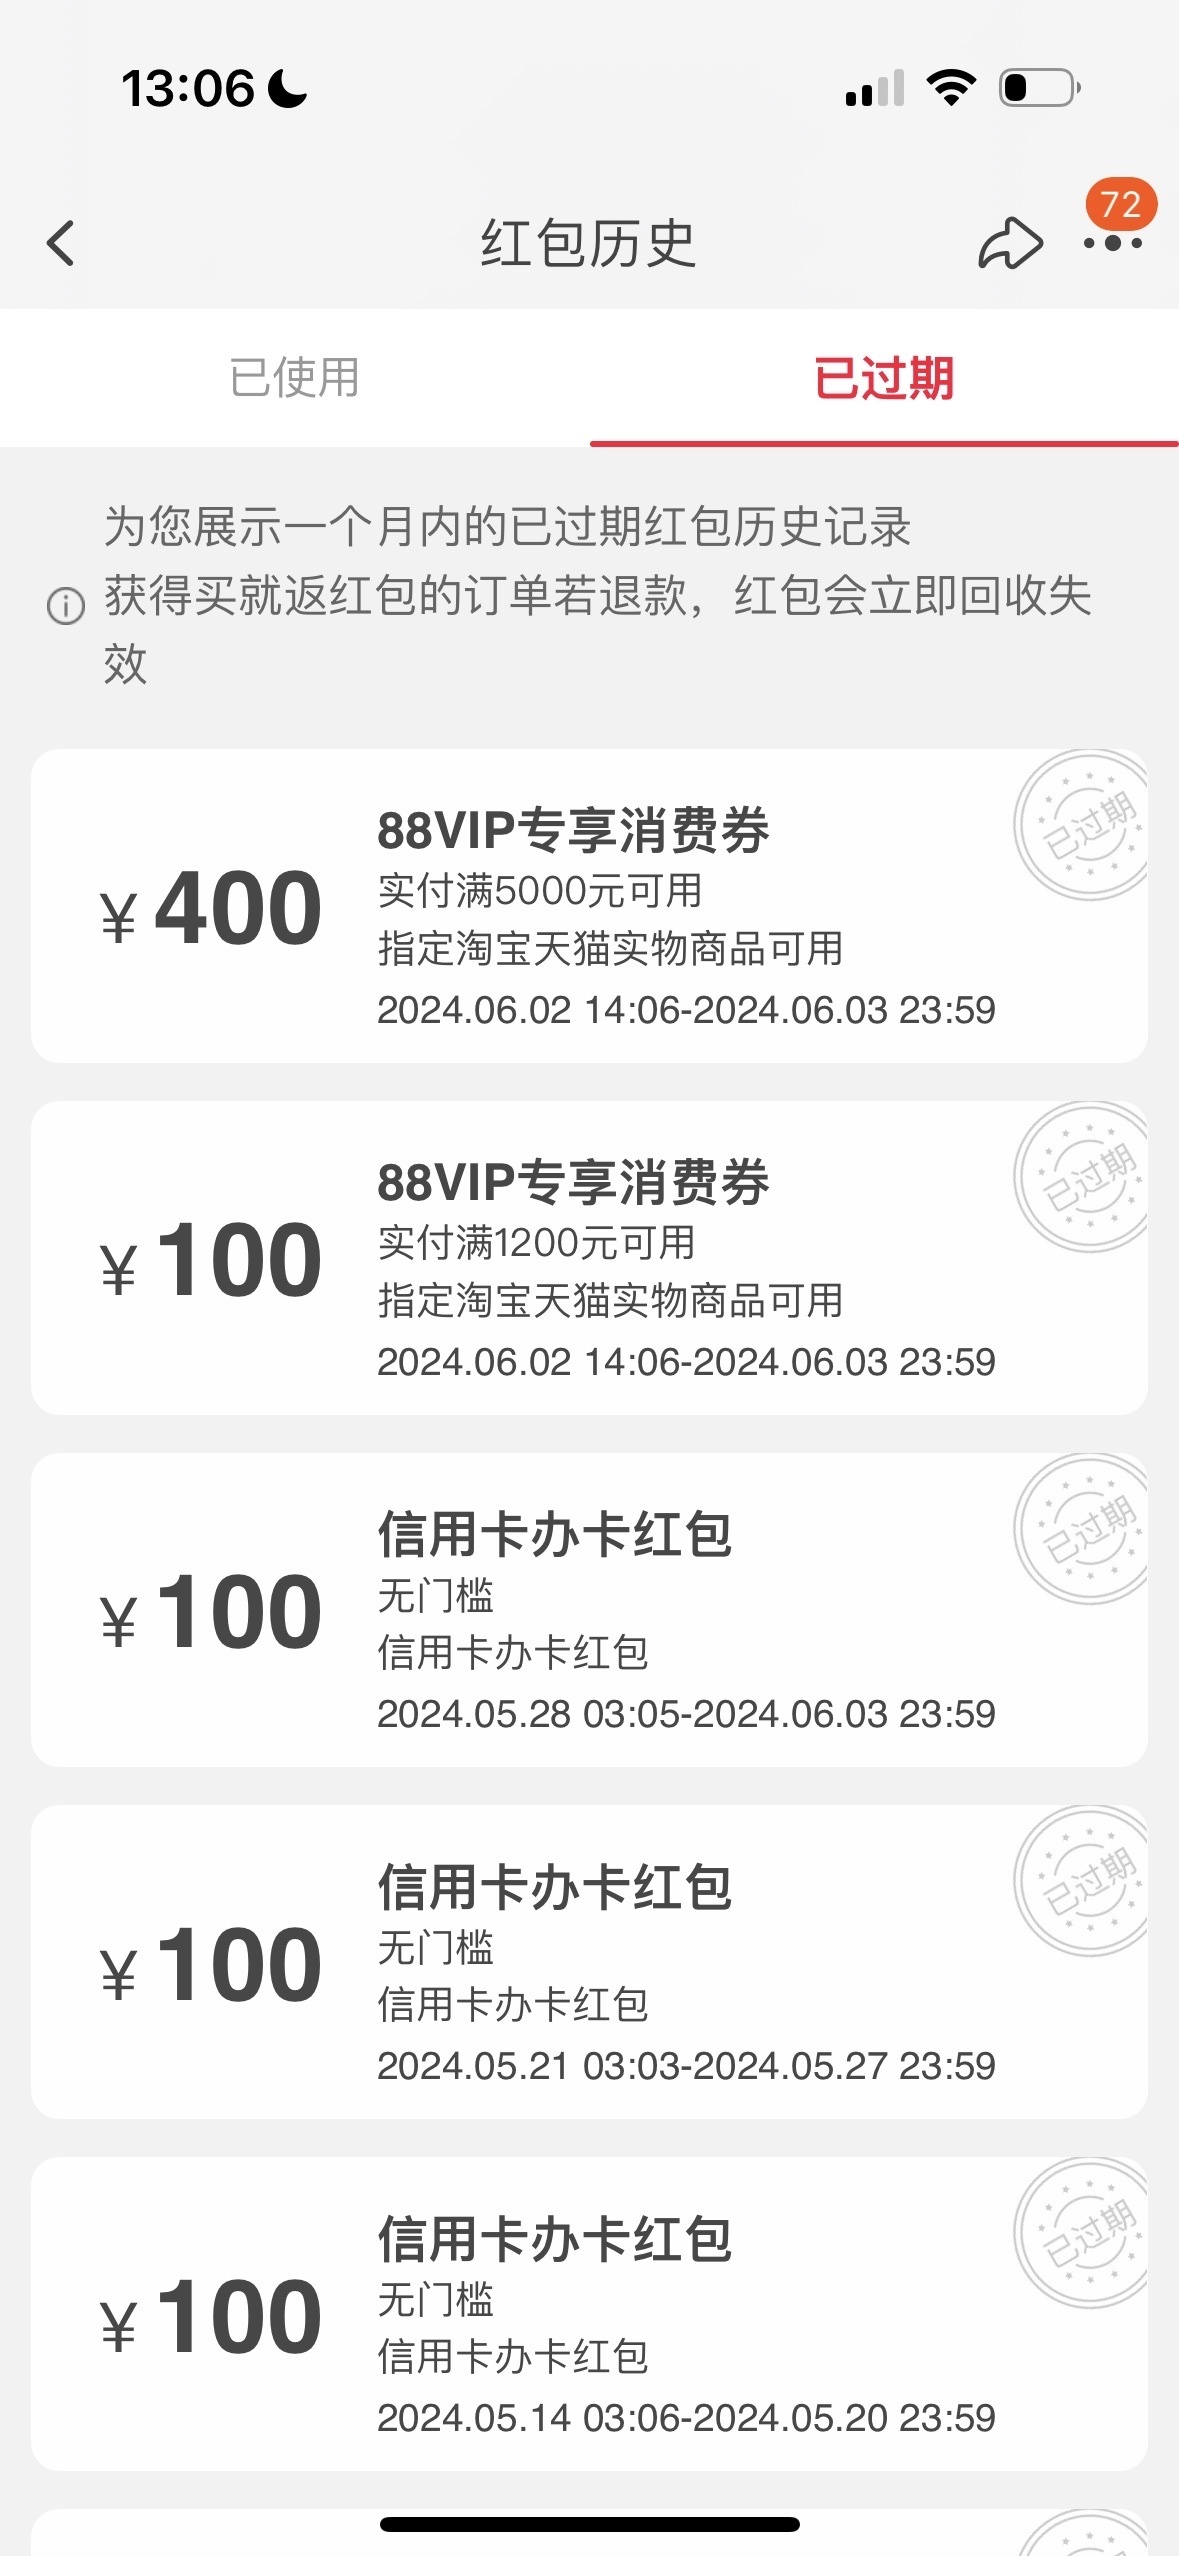 13:06
72
红包历史
已使用
已过期
为您展示一个月内的已过期红包历史记录
获得买就返红包的订单若退款，红包会立即回收失
效
已过期
88VIP专享消费券
¥400
实付满5000元可用
指定淘宝天猫实物商品可用
2024.06.02 14:06-2024.06.03 23:59
已过期
88VIP专享消费券
¥100
实付满1200元可用
指定淘宝天猫实物商品可用
2024.06.02 14:06-2024.06.03 23:59
已过期
信用卡办卡红包
¥100
无门槛
信用卡办卡红包
2024.05.28 03:05-2024.06.03 23:59
已过期
信用卡办卡红包
¥100
无门槛
信用卡办卡红包
2024.05.21 03:03-2024.05.27 23:59
已过期
信用卡办卡红包
¥100
无门槛
信用卡办卡红包
2024.05.14 03:06-2024.05.20 23:59